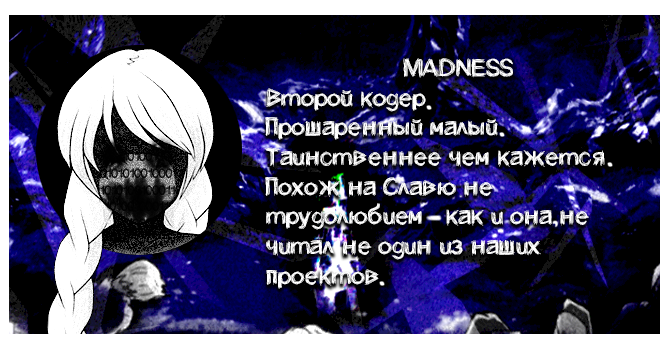 MADNESS
Второй кодер.
Прошаренный малый.
Таинственнее чем кажется.
Похож на Славю не
трудолюбием - как и она,не
читал не один из наших
проектов.